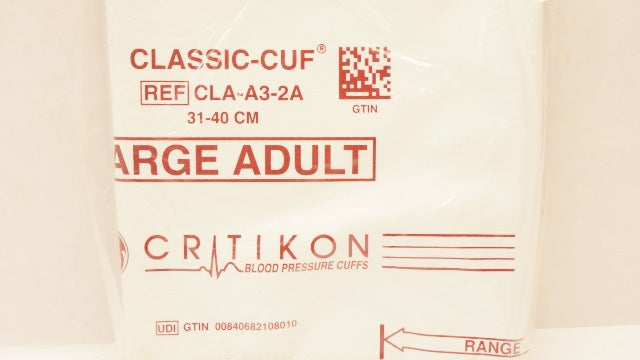 CLASSIC-CUF®
REF CLA-A3-2A
31-40 CM
GTIN
ARGE ADULT
CRITIKON
BLOOD PRESSURE CUFFS
UDI GTIN 00840682108010
RANGE